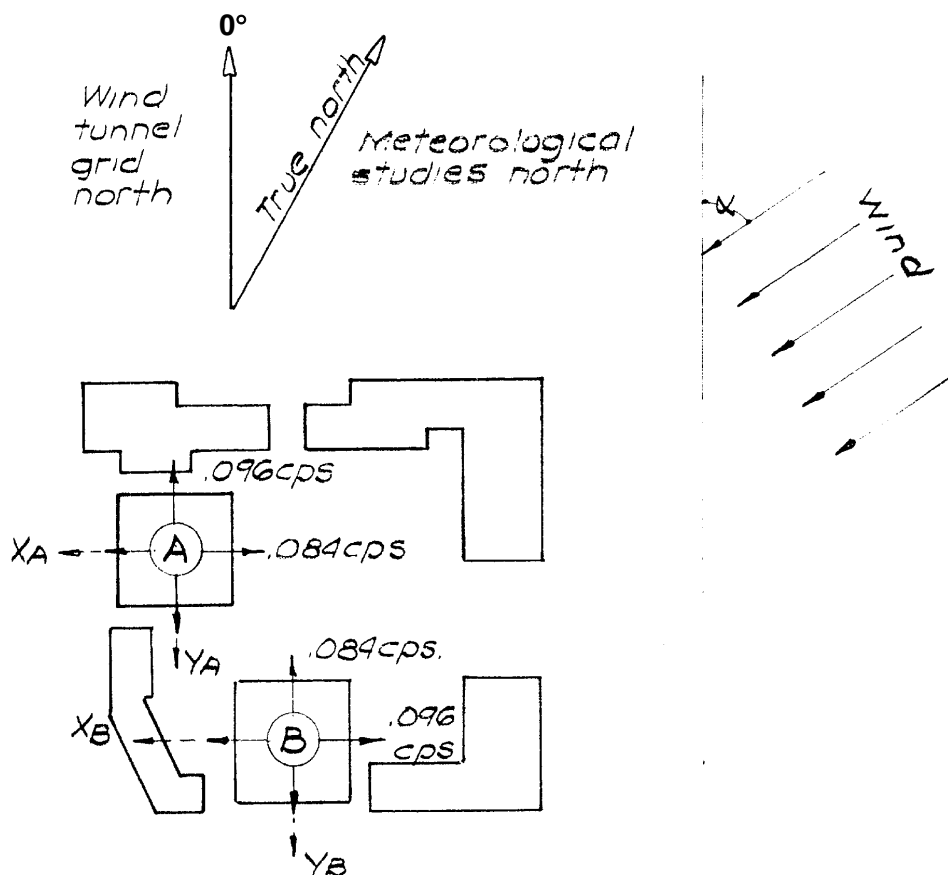 0°
Wind
tunnel
grid
north
True north
Meteorological
studies north
α
Wind
.096cps
XA
A
.084cps
YA
.084cps.
XB
B
.096
cps
YB